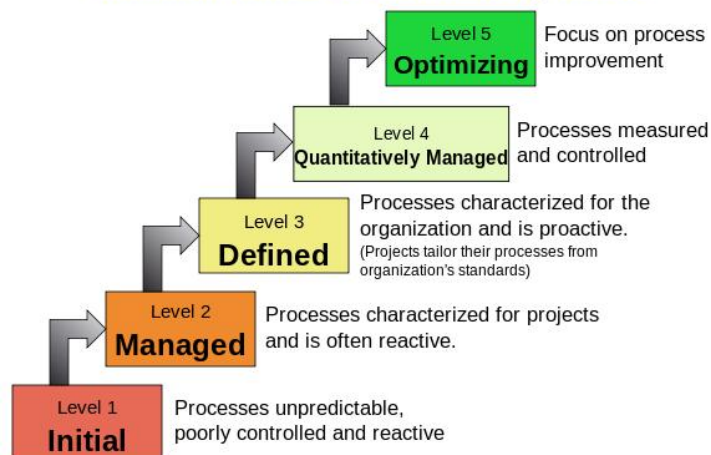 Level 5
Optimizing
Focus on process
improvement
Level 4
Quantitatively Managed
Processes measured
and controlled
Level 3
Defined
Processes characterized for the
organization and is proactive.
(Projects tailor their processes from
organization's standards)
Level 2
Managed
Processes characterized for projects
and is often reactive.
Level 1
Initial
Processes unpredictable,
poorly controlled and reactive